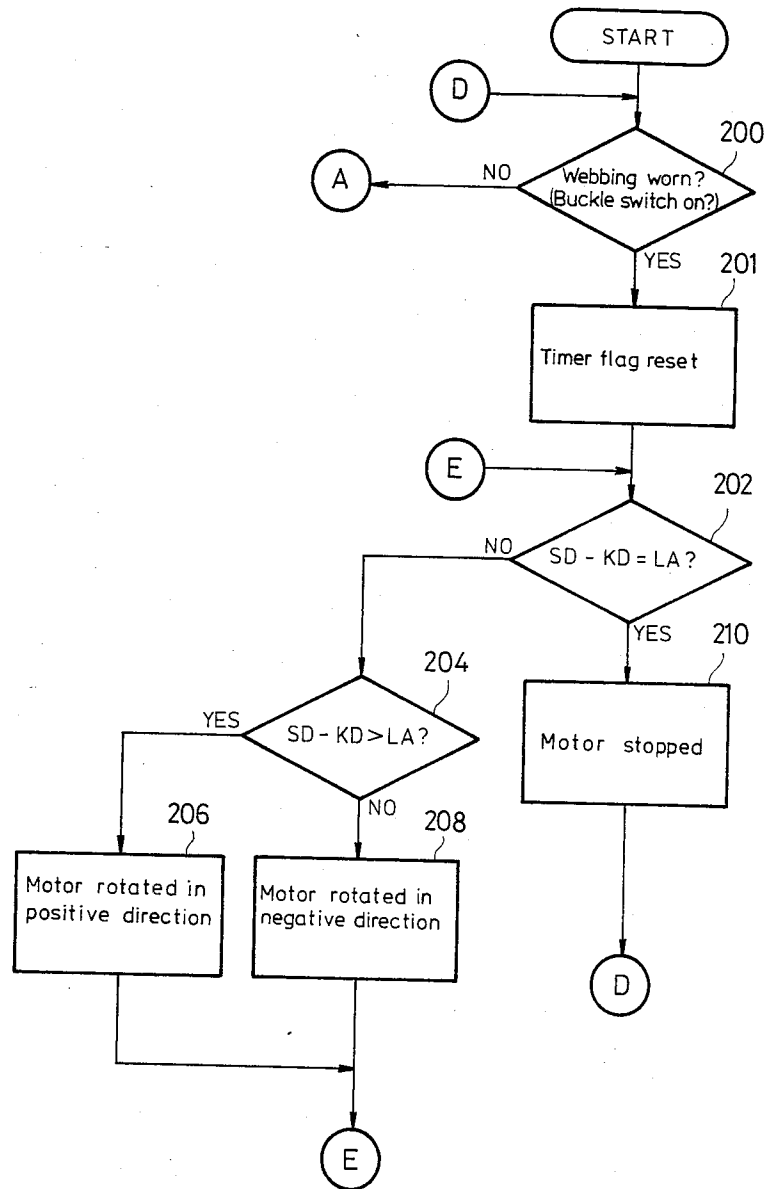 START
D
200
Webbing worn?
(Buckle switch on?)
NO
A
YES
201
Timer flag reset
E
202
SD - KD = LA?
NO
YES
204
210
SD - KD > LA?
YES
Motor stopped
NO
206
208
Motor rotated in
positive direction
Motor rotated in
negative direction
D
E